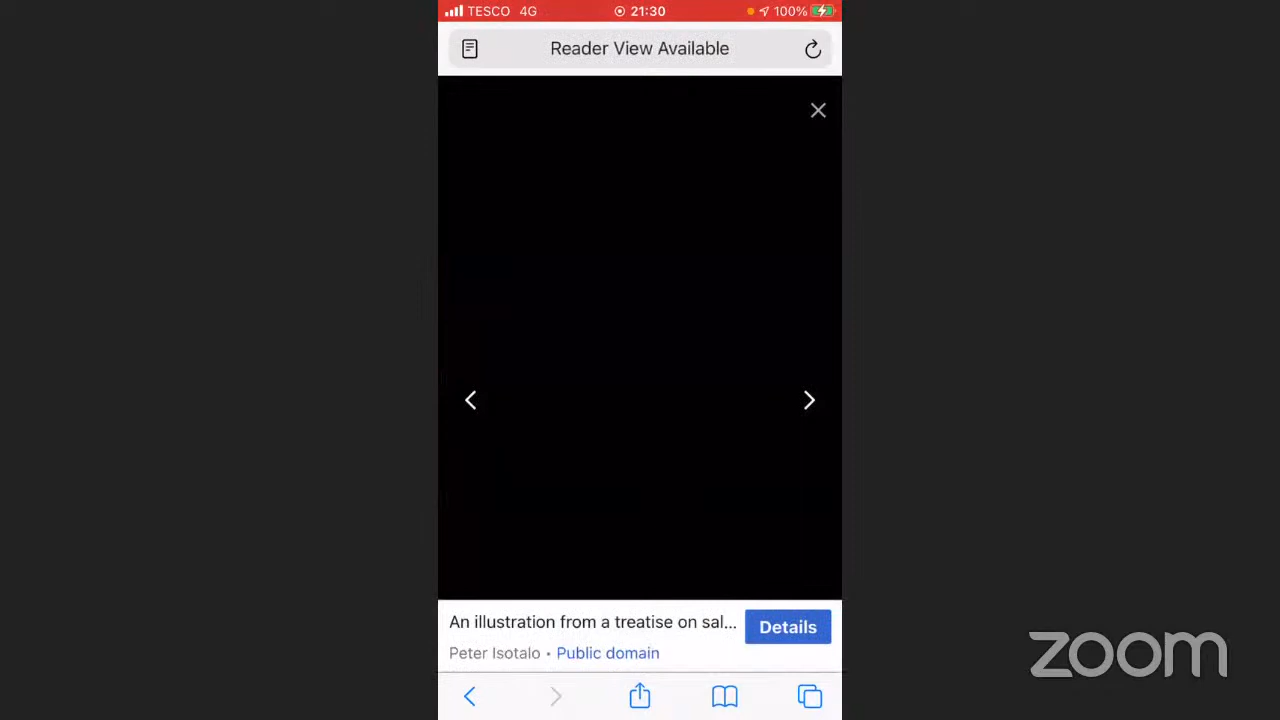 TESCO 4G 21:30 100%
Reader View Available
An illustration from a treatise on sal...
Details
Peter Isotalo • Public domain
zoom